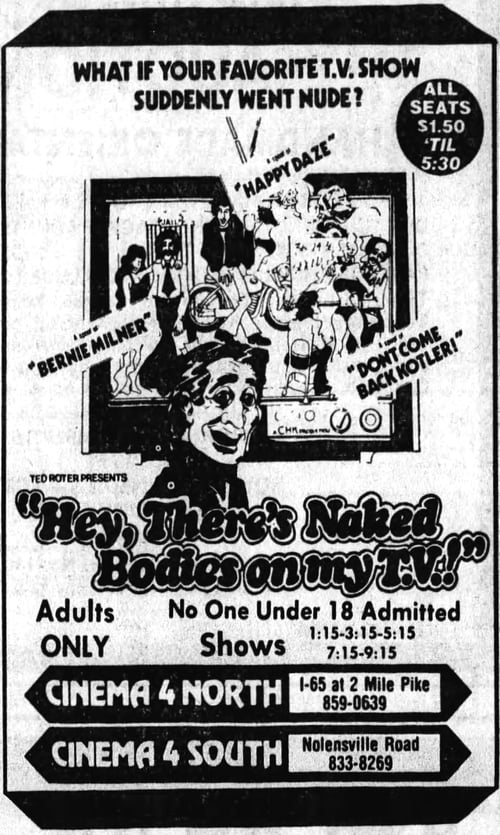 WHAT IF YOUR FAVORITE T.V. SHOW
SUDDENLY WENT NUDE?
ALL
SEATS
$1.50
'TIL
5:30
"HAPPY DAZE"
JAIL
"BERNIE MILNER"
"DON'T COME
BACK KOTLER!"
TED ROTER PRESENTS
"Hey, There's Naked
Bodies on my T.V.!"
Adults
ONLY
No One Under 18 Admitted
Shows
1:15-3:15-5:15
7:15-9:15
CINEMA 4 NORTH
I-65 at 2 Mile Pike
859-0639
CINEMA 4 SOUTH
Nolensville Road
833-8269